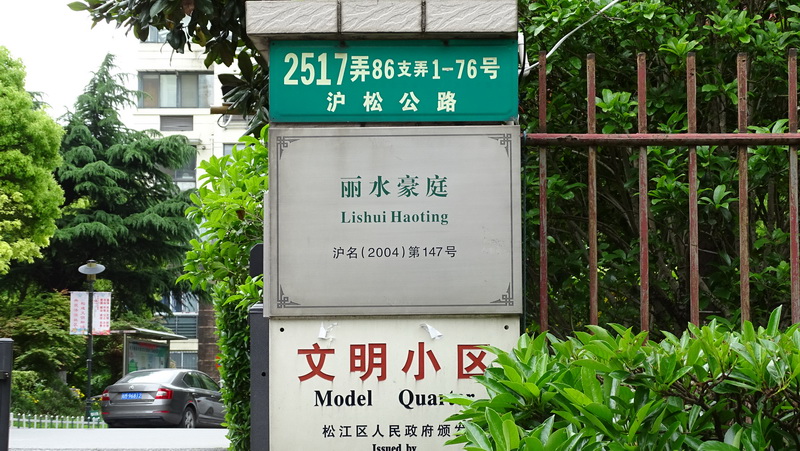 2517弄86支弄1-76号
沪松公路
丽水豪庭
Lishui Haoting
沪名(2004)第147号
文明小区
Model
松江区人民政府颁发
Issued by